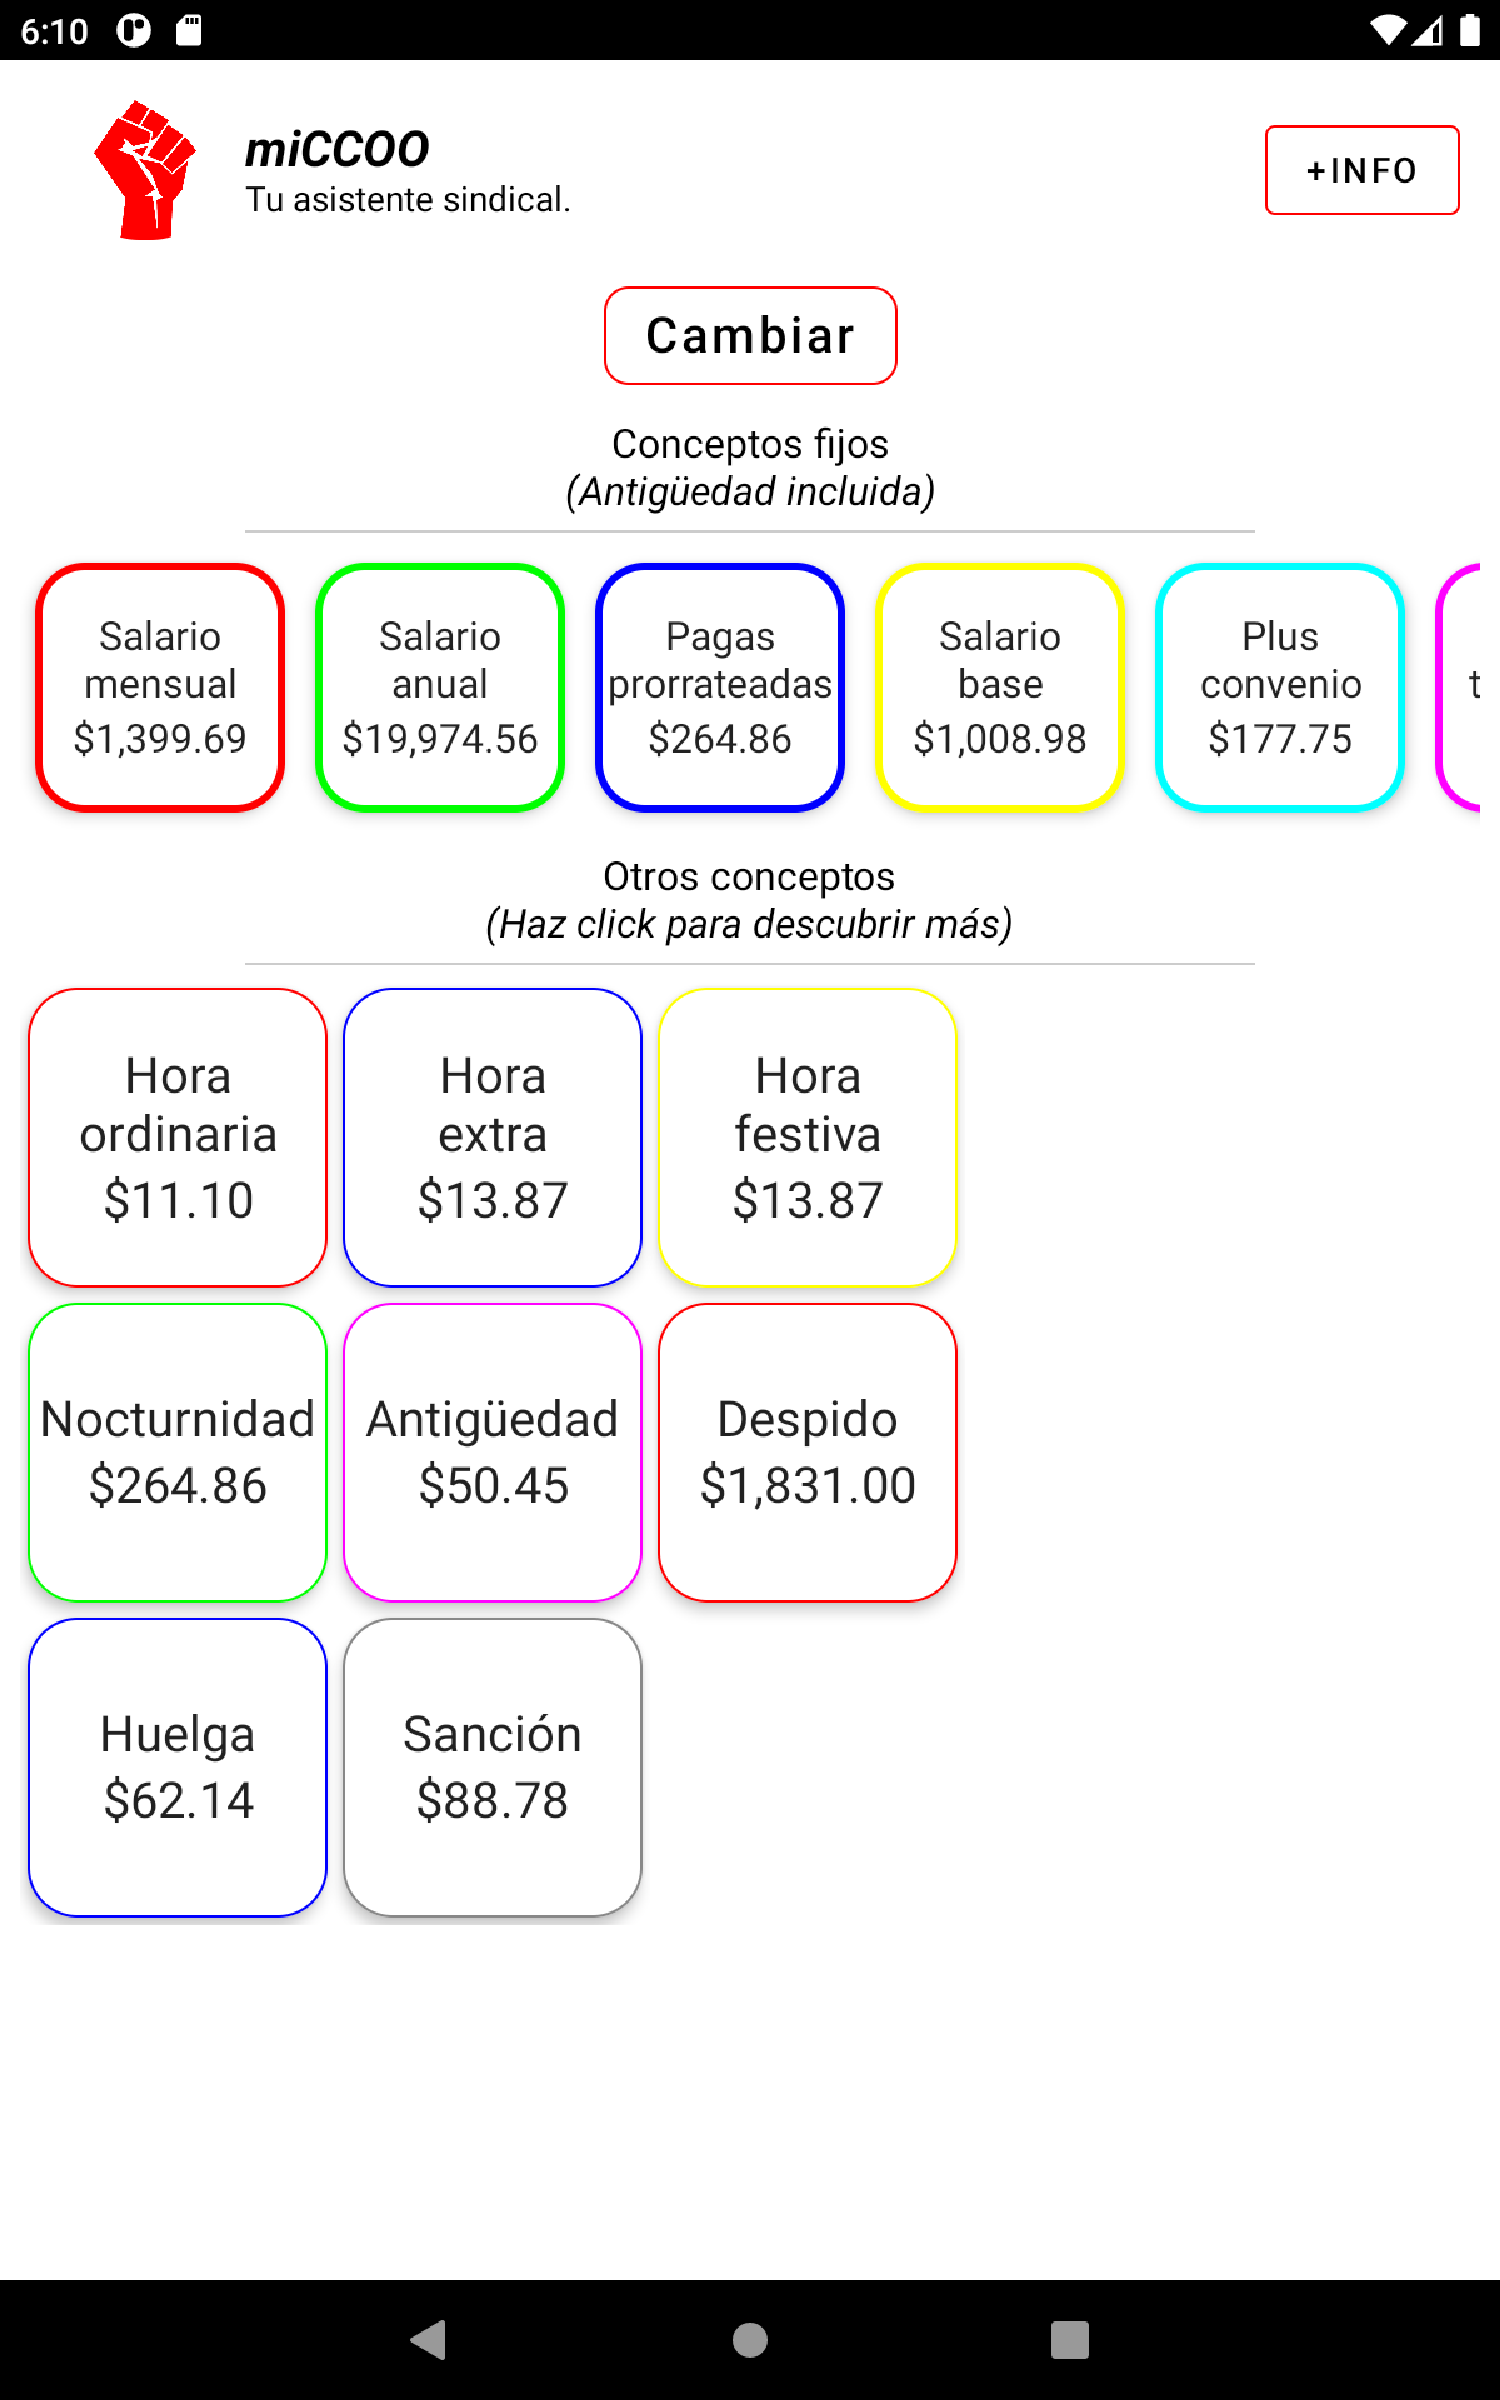 6:10
miCCOO
Tu asistente sindical.
+INFO
Cambiar
Conceptos fijos
(Antigüedad incluida)
Salario
mensual
$1,399.69
Salario
anual
$19,974.56
Pagas
prorrateadas
$264.86
Salario
base
$1,008.98
Plus
convenio
$177.75
t
Otros conceptos
(Haz click para descubrir más)
Hora
ordinaria
$11.10
Hora
extra
$13.87
Hora
festiva
$13.87
Nocturnidad
$264.86
Antigüedad
$50.45
Despido
$1,831.00
Huelga
$62.14
Sanción
$88.78